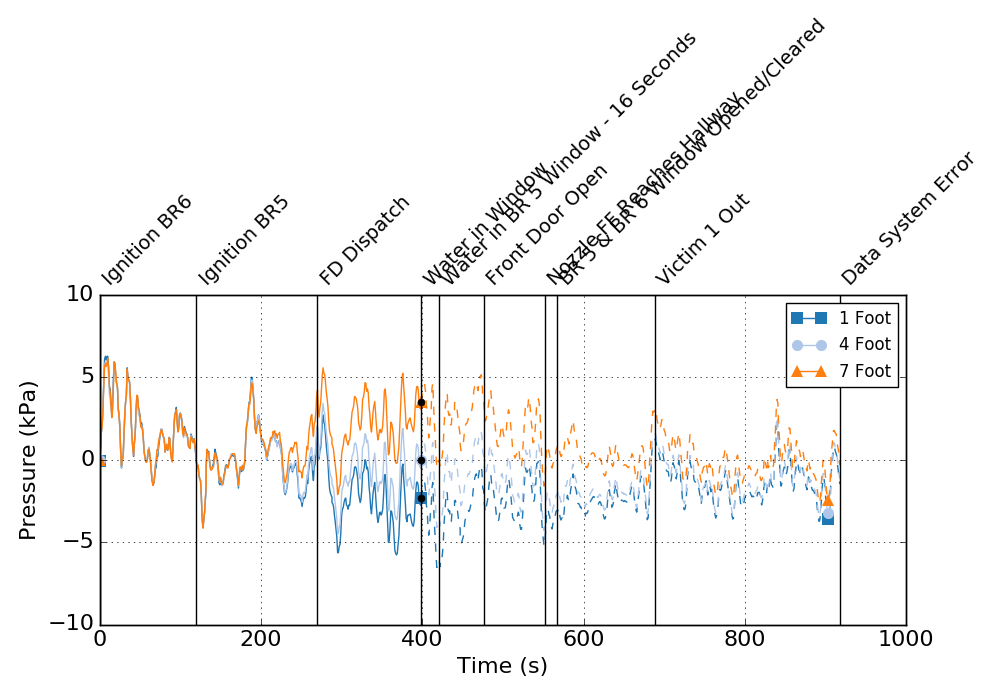 Ignition BR6
Ignition BR5
FD Dispatch
Water in Window
Water in BR 5 Window - 16 Seconds
Front Door Open
Nozzle FF Reaches Hallway
BR 5 & BR 6 Window Opened/Cleared
Victim 1 Out
Data System Error
10
5
0
−5
−10
Pressure (kPa)
1 Foot
4 Foot
7 Foot
0
200
400
600
800
1000
Time (s)